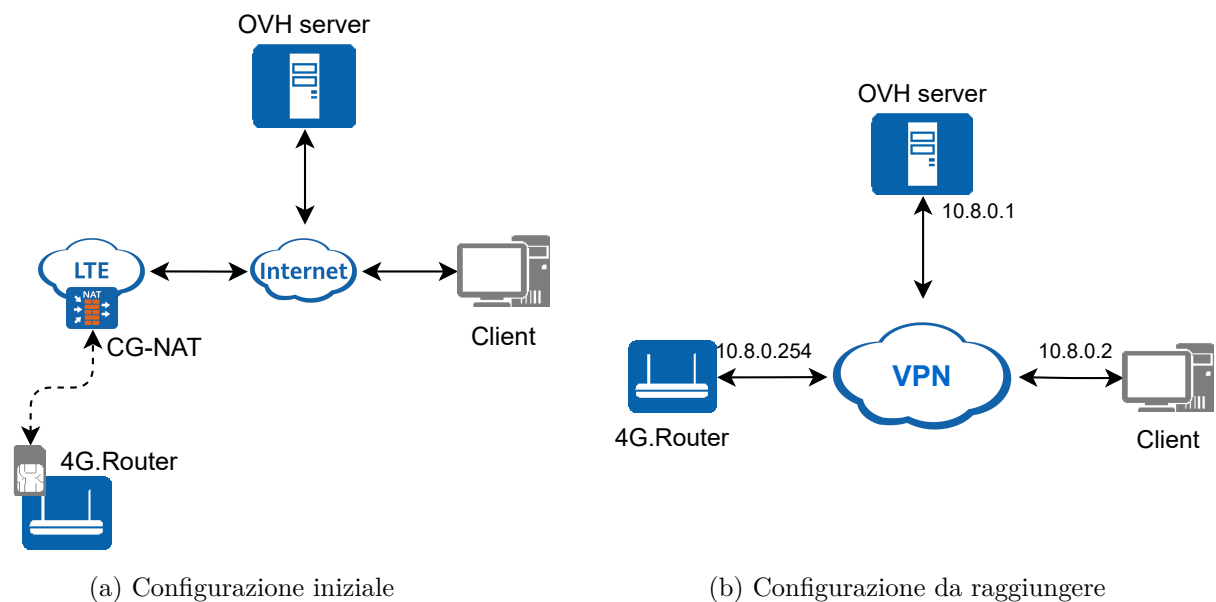 OVH server
LTE
NAT
Internet
CG-NAT
Client
4G.Router
(a) Configurazione iniziale
OVH server
10.8.0.1
10.8.0.254
10.8.0.2
VPN
4G.Router
Client
(b) Configurazione da raggiungere